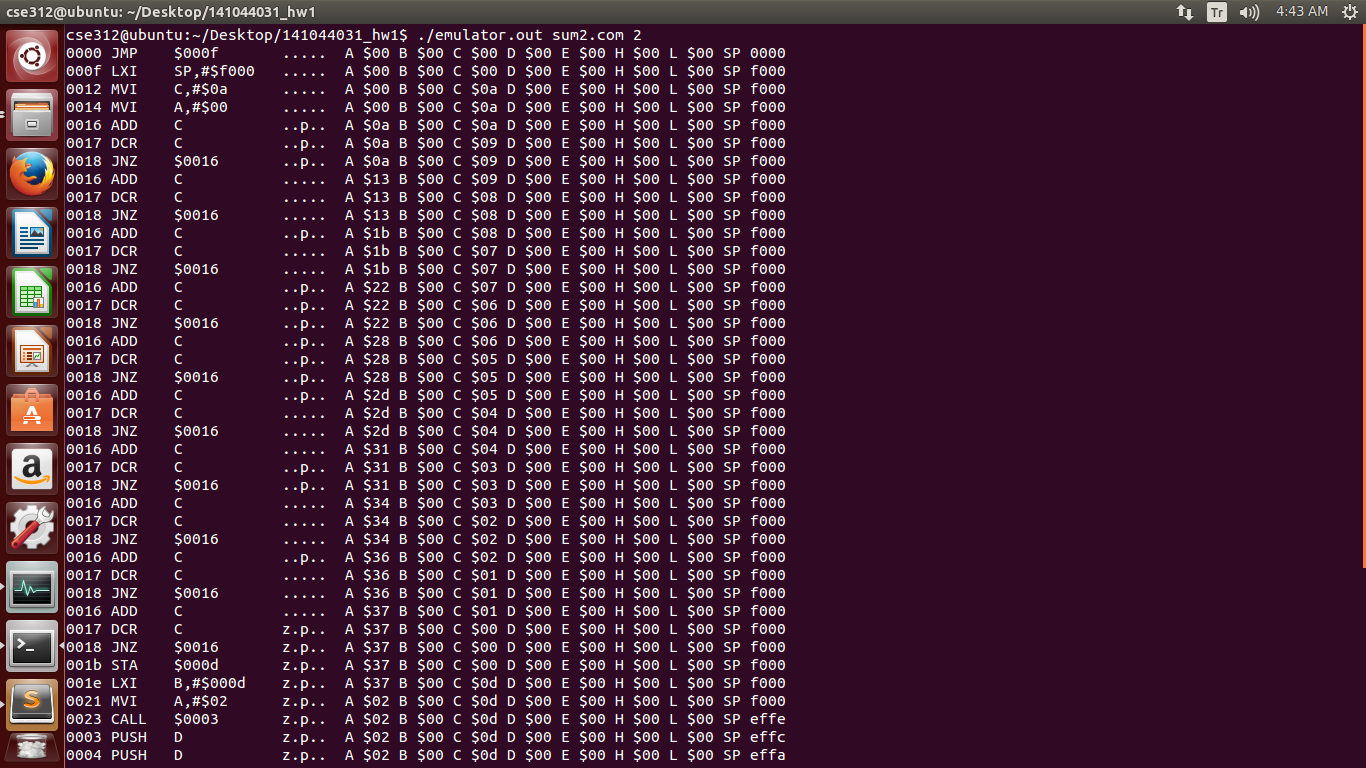 cse312@ubuntu: ~/Desktop/141044031_hw1 Tr 4:43 AM
cse312@ubuntu:~/Desktop/141044031_hw1$ ./emulator.out sum2.com 2
0000 JMP $000f ..... A $00 B $00 C $00 D $00 E $00 H $00 L $00 SP 0000
000f LXI SP,#$f000 ..... A $00 B $00 C $00 D $00 E $00 H $00 L $00 SP f000
0012 MVI C,#$0a ..... A $00 B $00 C $0a D $00 E $00 H $00 L $00 SP f000
0014 MVI A,#$00 ..... A $00 B $00 C $0a D $00 E $00 H $00 L $00 SP f000
0016 ADD C ..p.. A $0a B $00 C $0a D $00 E $00 H $00 L $00 SP f000
0017 DCR C ..p.. A $0a B $00 C $09 D $00 E $00 H $00 L $00 SP f000
0018 JNZ $0016 ..p.. A $0a B $00 C $09 D $00 E $00 H $00 L $00 SP f000
0016 ADD C ..... A $13 B $00 C $09 D $00 E $00 H $00 L $00 SP f000
0017 DCR C ..... A $13 B $00 C $08 D $00 E $00 H $00 L $00 SP f000
0018 JNZ $0016 ..... A $13 B $00 C $08 D $00 E $00 H $00 L $00 SP f000
0016 ADD C ..p.. A $1b B $00 C $08 D $00 E $00 H $00 L $00 SP f000
0017 DCR C ..... A $1b B $00 C $07 D $00 E $00 H $00 L $00 SP f000
0018 JNZ $0016 ..... A $1b B $00 C $07 D $00 E $00 H $00 L $00 SP f000
0016 ADD C ..p.. A $22 B $00 C $07 D $00 E $00 H $00 L $00 SP f000
0017 DCR C ..p.. A $22 B $00 C $06 D $00 E $00 H $00 L $00 SP f000
0018 JNZ $0016 ..p.. A $22 B $00 C $06 D $00 E $00 H $00 L $00 SP f000
0016 ADD C ..p.. A $28 B $00 C $06 D $00 E $00 H $00 L $00 SP f000
0017 DCR C ..p.. A $28 B $00 C $05 D $00 E $00 H $00 L $00 SP f000
0018 JNZ $0016 ..p.. A $28 B $00 C $05 D $00 E $00 H $00 L $00 SP f000
0016 ADD C ..p.. A $2d B $00 C $05 D $00 E $00 H $00 L $00 SP f000
0017 DCR C ..... A $2d B $00 C $04 D $00 E $00 H $00 L $00 SP f000
0018 JNZ $0016 ..... A $2d B $00 C $04 D $00 E $00 H $00 L $00 SP f000
0016 ADD C ..... A $31 B $00 C $04 D $00 E $00 H $00 L $00 SP f000
0017 DCR C ..p.. A $31 B $00 C $03 D $00 E $00 H $00 L $00 SP f000
0018 JNZ $0016 ..p.. A $31 B $00 C $03 D $00 E $00 H $00 L $00 SP f000
0016 ADD C ..... A $34 B $00 C $03 D $00 E $00 H $00 L $00 SP f000
0017 DCR C ..... A $34 B $00 C $02 D $00 E $00 H $00 L $00 SP f000
0018 JNZ $0016 ..... A $34 B $00 C $02 D $00 E $00 H $00 L $00 SP f000
0016 ADD C ..p.. A $36 B $00 C $02 D $00 E $00 H $00 L $00 SP f000
0017 DCR C ..... A $36 B $00 C $01 D $00 E $00 H $00 L $00 SP f000
0018 JNZ $0016 ..... A $36 B $00 C $01 D $00 E $00 H $00 L $00 SP f000
0016 ADD C ..... A $37 B $00 C $01 D $00 E $00 H $00 L $00 SP f000
0017 DCR C z.p.. A $37 B $00 C $00 D $00 E $00 H $00 L $00 SP f000
0018 JNZ $0016 z.p.. A $37 B $00 C $00 D $00 E $00 H $00 L $00 SP f000
001b STA $000d z.p.. A $37 B $00 C $00 D $00 E $00 H $00 L $00 SP f000
001e LXI B,#$000d z.p.. A $37 B $00 C $0d D $00 E $00 H $00 L $00 SP f000
0021 MVI A,#$02 z.p.. A $02 B $00 C $0d D $00 E $00 H $00 L $00 SP f000
0023 CALL $0003 z.p.. A $02 B $00 C $0d D $00 E $00 H $00 L $00 SP effe
0003 PUSH D z.p.. A $02 B $00 C $0d D $00 E $00 H $00 L $00 SP effc
0004 PUSH D z.p.. A $02 B $00 C $0d D $00 E $00 H $00 L $00 SP effa